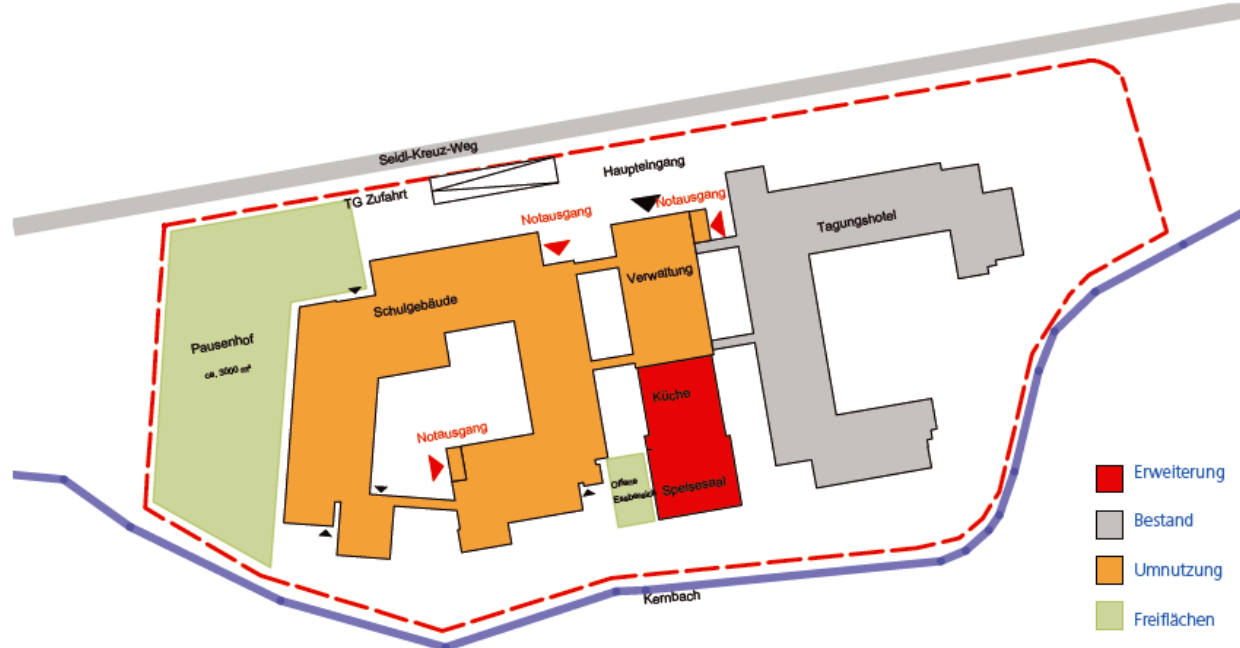 Seidl-Kreuz-Weg
Haupteingang
TG Zufahrt
Notausgang
Notausgang
Tagungshotel
Verwaltung
Schulgebäude
Pausenhof
ca. 3000 m²
Küche
Notausgang
Offene
Essbereich
Speisesaal
Kernbach
Erweiterung
Bestand
Umnutzung
Freiflächen